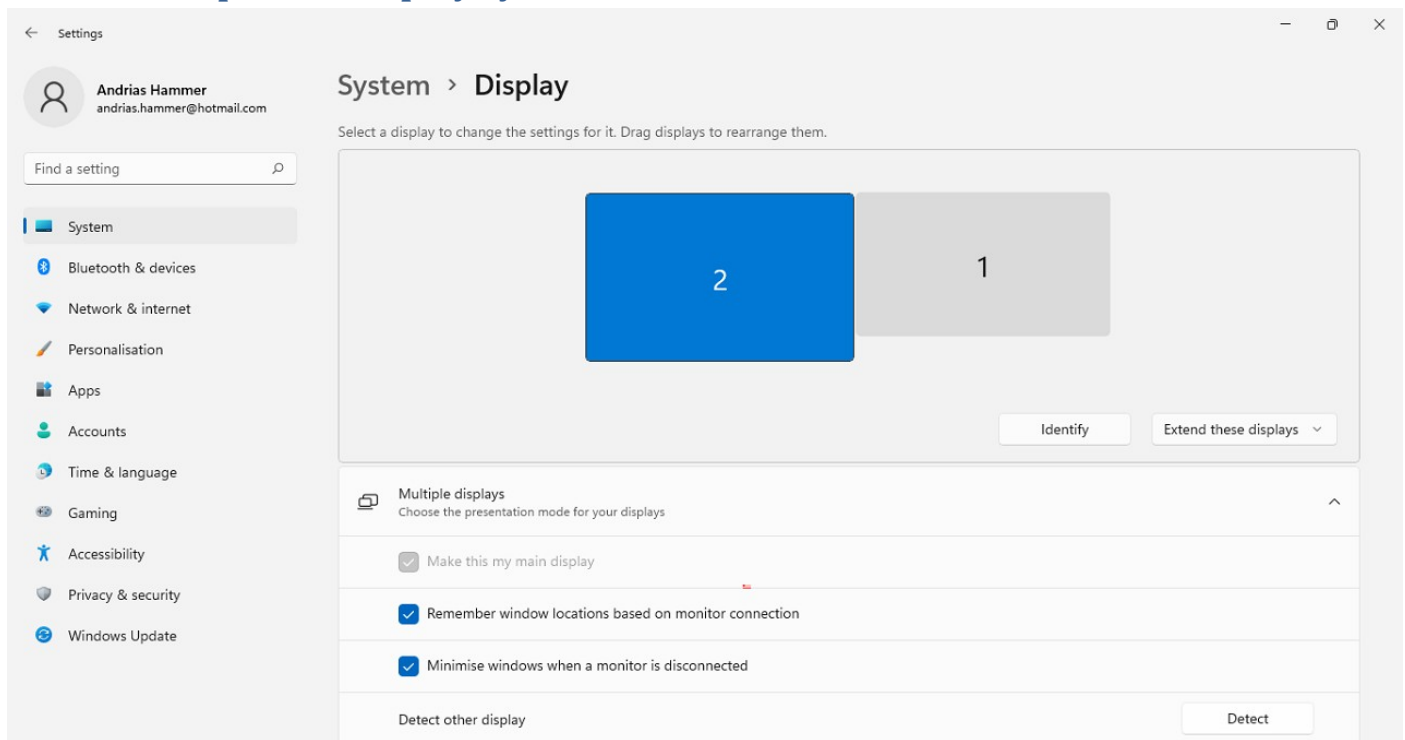 Settings
Andrias Hammer
andrias.hammer@hotmail.com
Find a setting
System
Bluetooth & devices
Network & internet
Personalisation
Apps
Accounts
Time & language
Gaming
Accessibility
Privacy & security
Windows Update
System > Display
Select a display to change the settings for it. Drag displays to rearrange them.
2
1
Identify
Extend these displays
Multiple displays
Choose the presentation mode for your displays
Make this my main display
Remember window locations based on monitor connection
Minimise windows when a monitor is disconnected
Detect other display
Detect